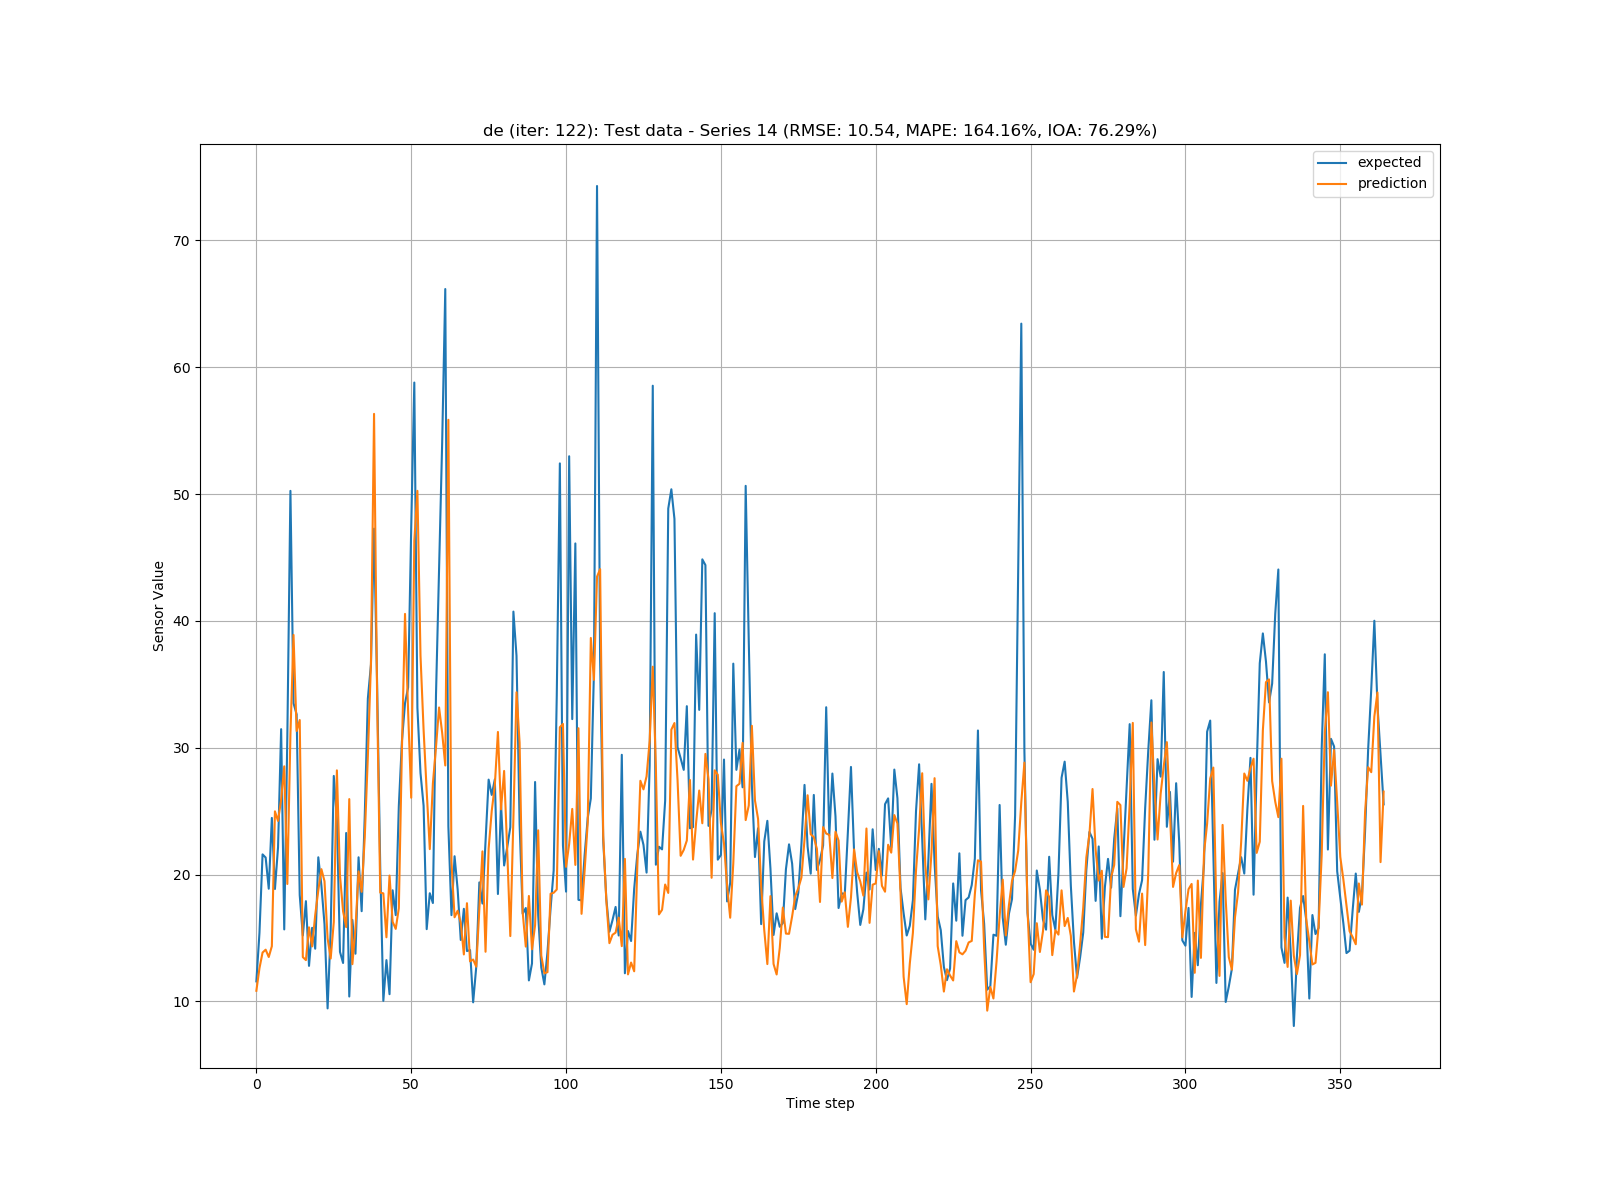 de (iter: 122): Test data - Series 14 (RMSE: 10.54, MAPE: 164.16%, IOA: 76.29%)
expected
prediction
70
60
50
40
30
20
10
Sensor Value
0 50 100 150 200 250 300 350
Time step